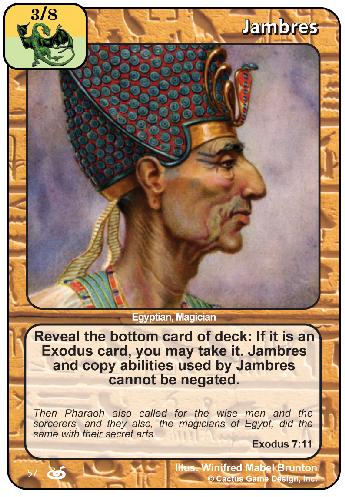 3/8
Jambres
Egyptian, Magician
Reveal the bottom card of deck: If it is an
Exodus card, you may take it. Jambres
and copy abilities used by Jambres
cannot be negated.
Then Pharaoh also called for the wise men and the
sorcerers and they also, the magicians of Egypt, did the
same with their secret arts.
Exodus 7:11
Illus. Winifred Mabel Brunton
© Cactus Game Design, Inc.